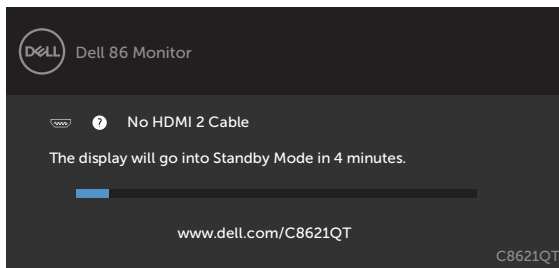 DELL
Dell 86 Monitor
? No HDMI 2 Cable
The display will go into Standby Mode in 4 minutes.
www.dell.com/C8621QT
C8621QT